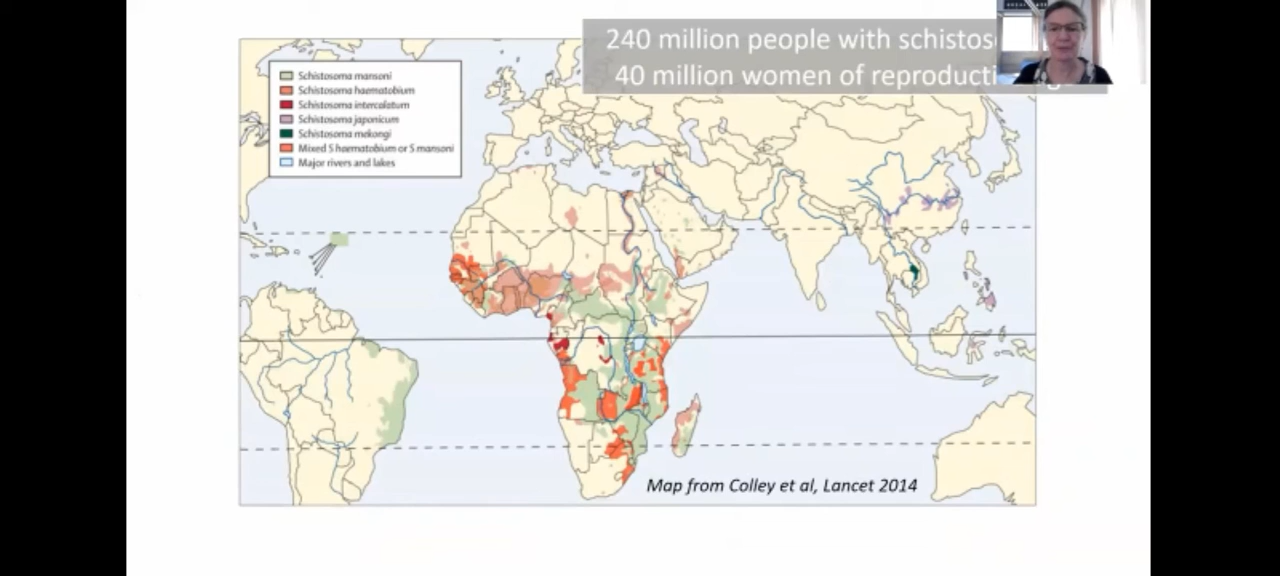 240 million people with schistos
40 million women of reproducti
Schistosoma mansoni
Schistosoma haematobium
Schistosoma intercalatum
Schistosoma japonicum
Schistosoma mekongi
Mixed S haematobium or S mansoni
Major rivers and lakes
Map from Colley et al, Lancet 2014